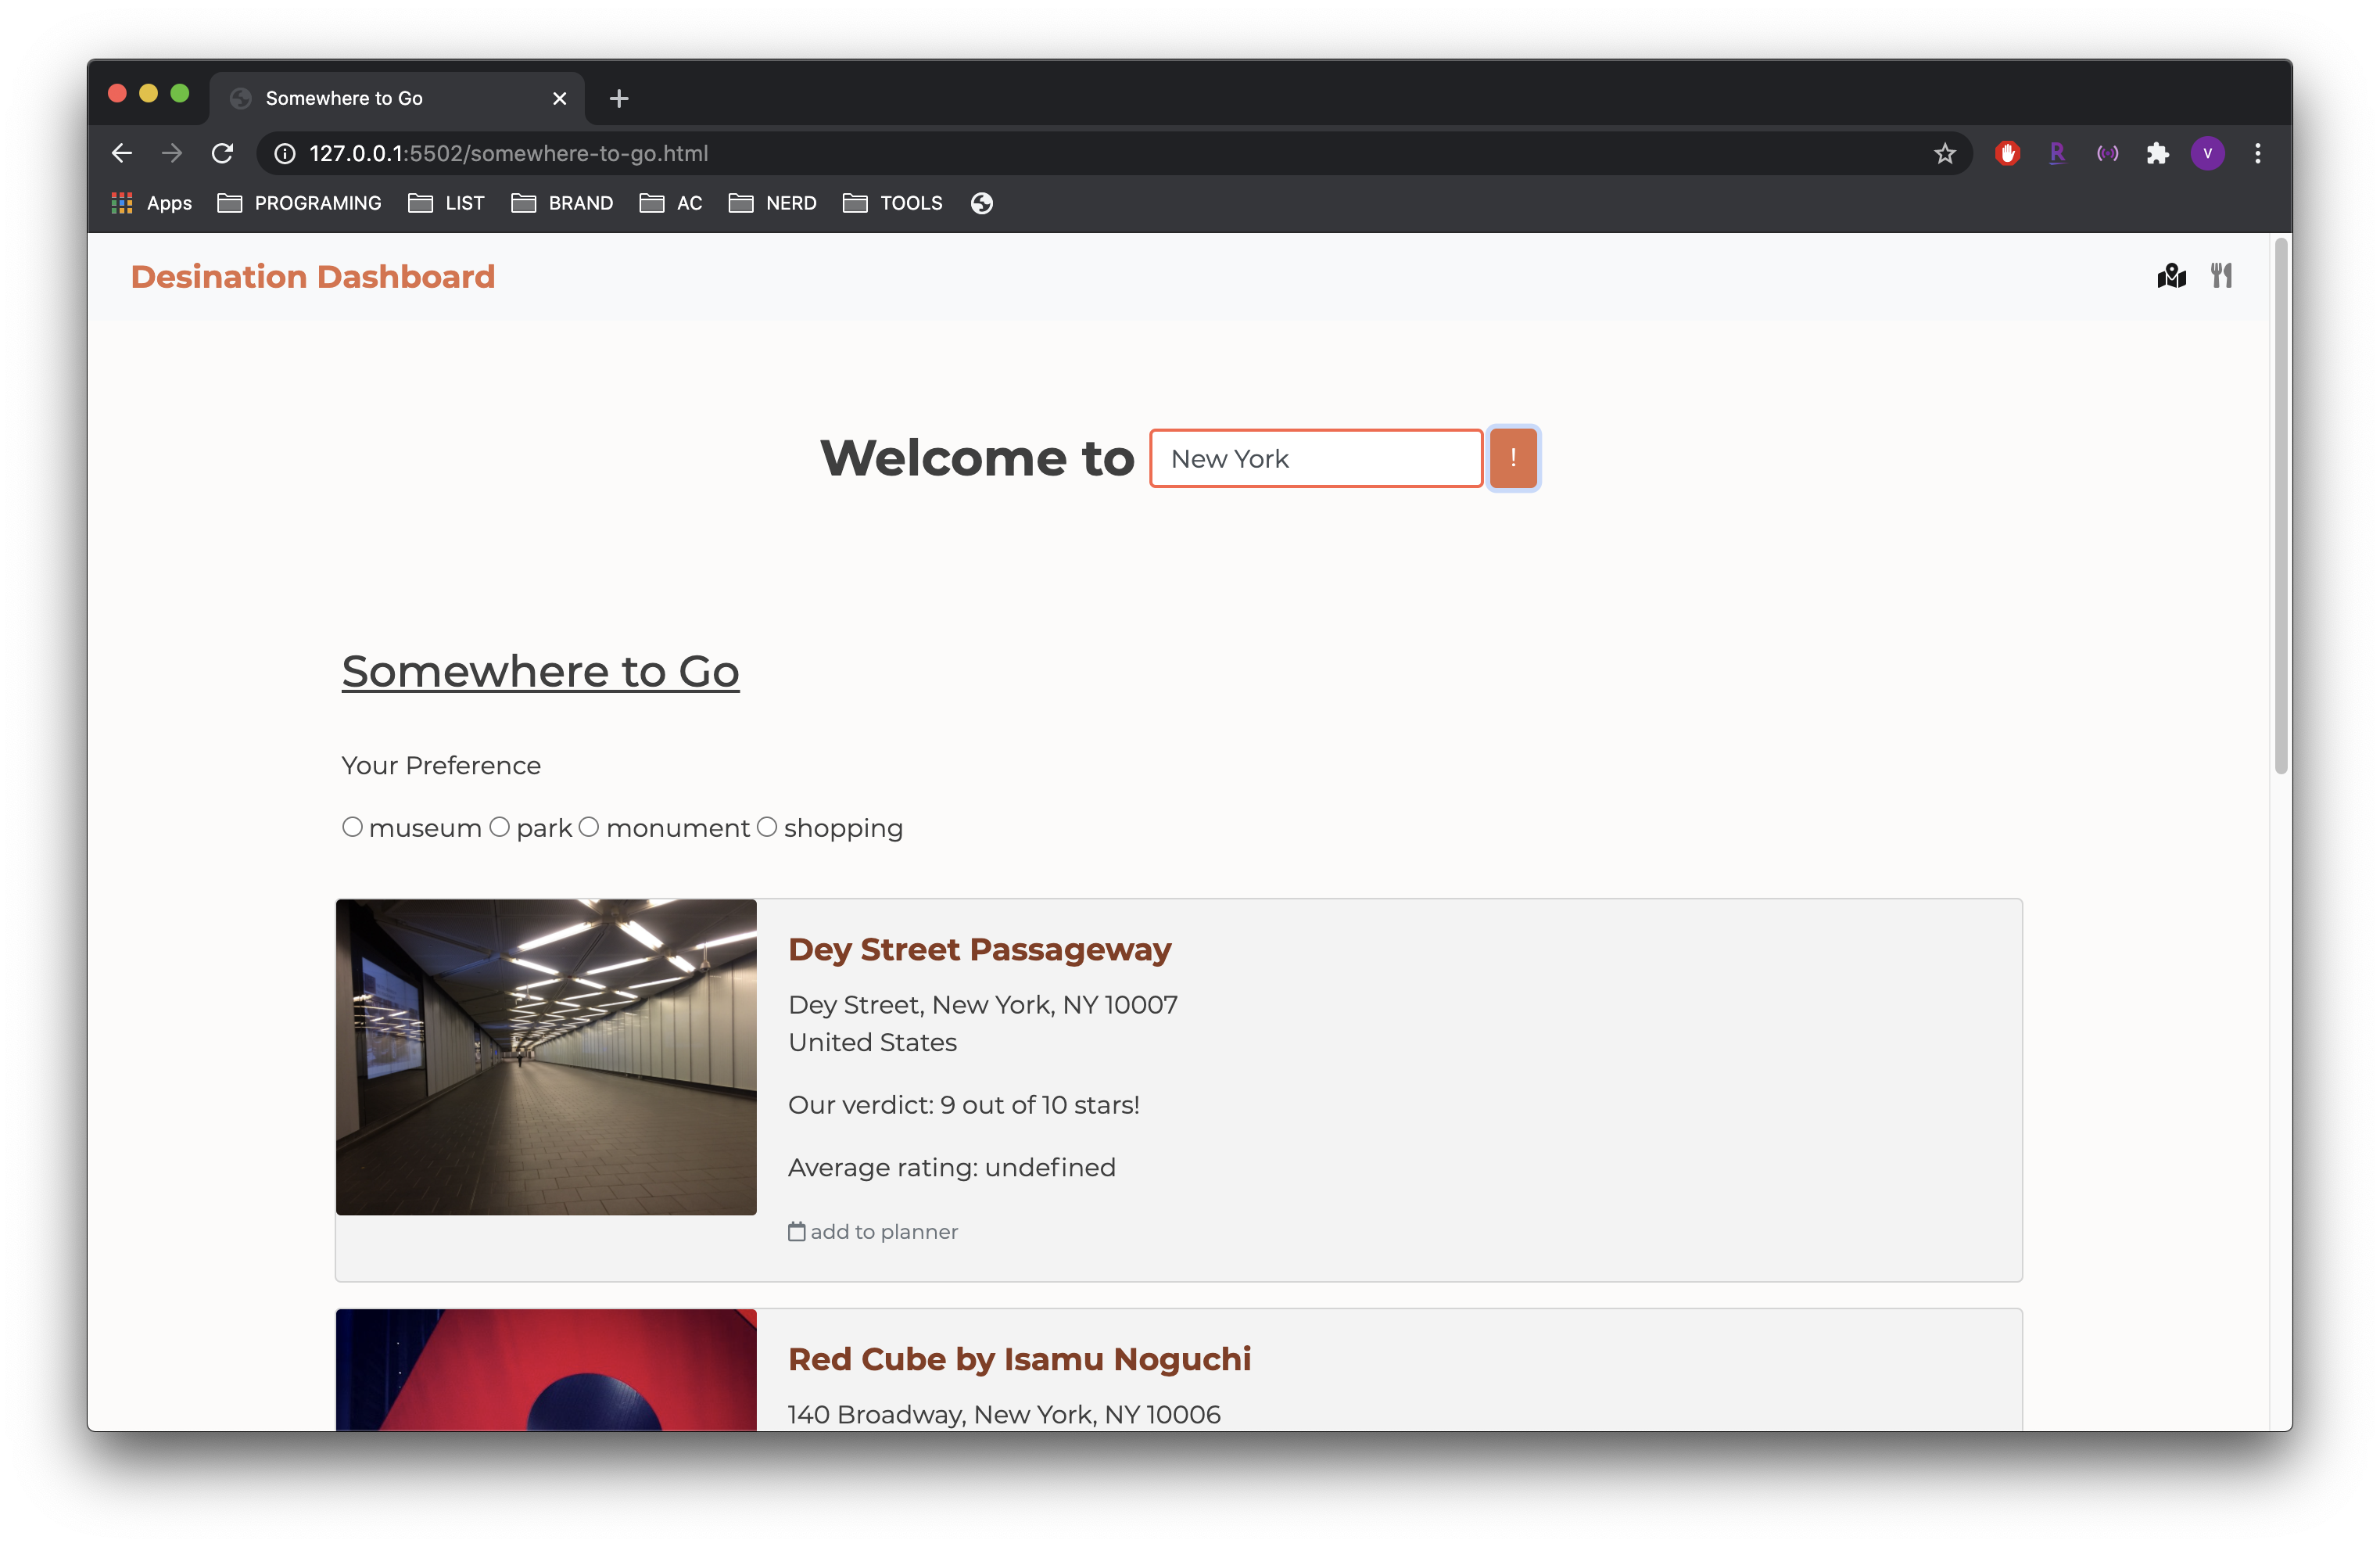 Somewhere to Go
127.0.0.1:5502/somewhere-to-go.html
R
V
Apps PROGRAMING LIST BRAND AC NERD TOOLS
Desination Dashboard
Welcome to New York !
Somewhere to Go
Your Preference
museum park monument shopping
Dey Street Passageway
Dey Street, New York, NY 10007
United States
Our verdict: 9 out of 10 stars!
Average rating: undefined
add to planner
Red Cube by Isamu Noguchi
140 Broadway, New York, NY 10006